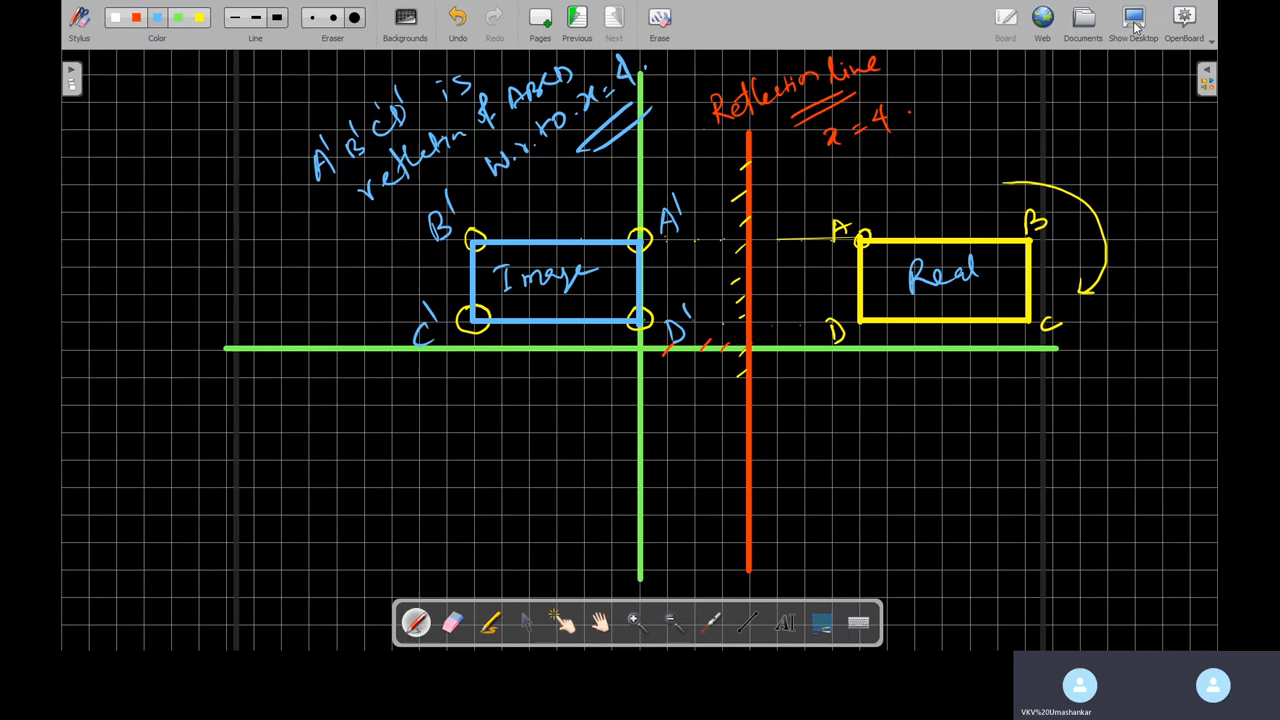 Stylus
Color
Line
Eraser
Backgrounds
Undo
Redo
Pages
Previous
Next
Erase
Board
Web
Documents
Show Desktop
OpenBoard
A' B' C'D' is
reflection of ABCD
w.r.to. x=4.
Reflection line
x=4.
B'
A'
A
B
Image
Real
C'
D'
D
C
AI
VKV%20Umashankar